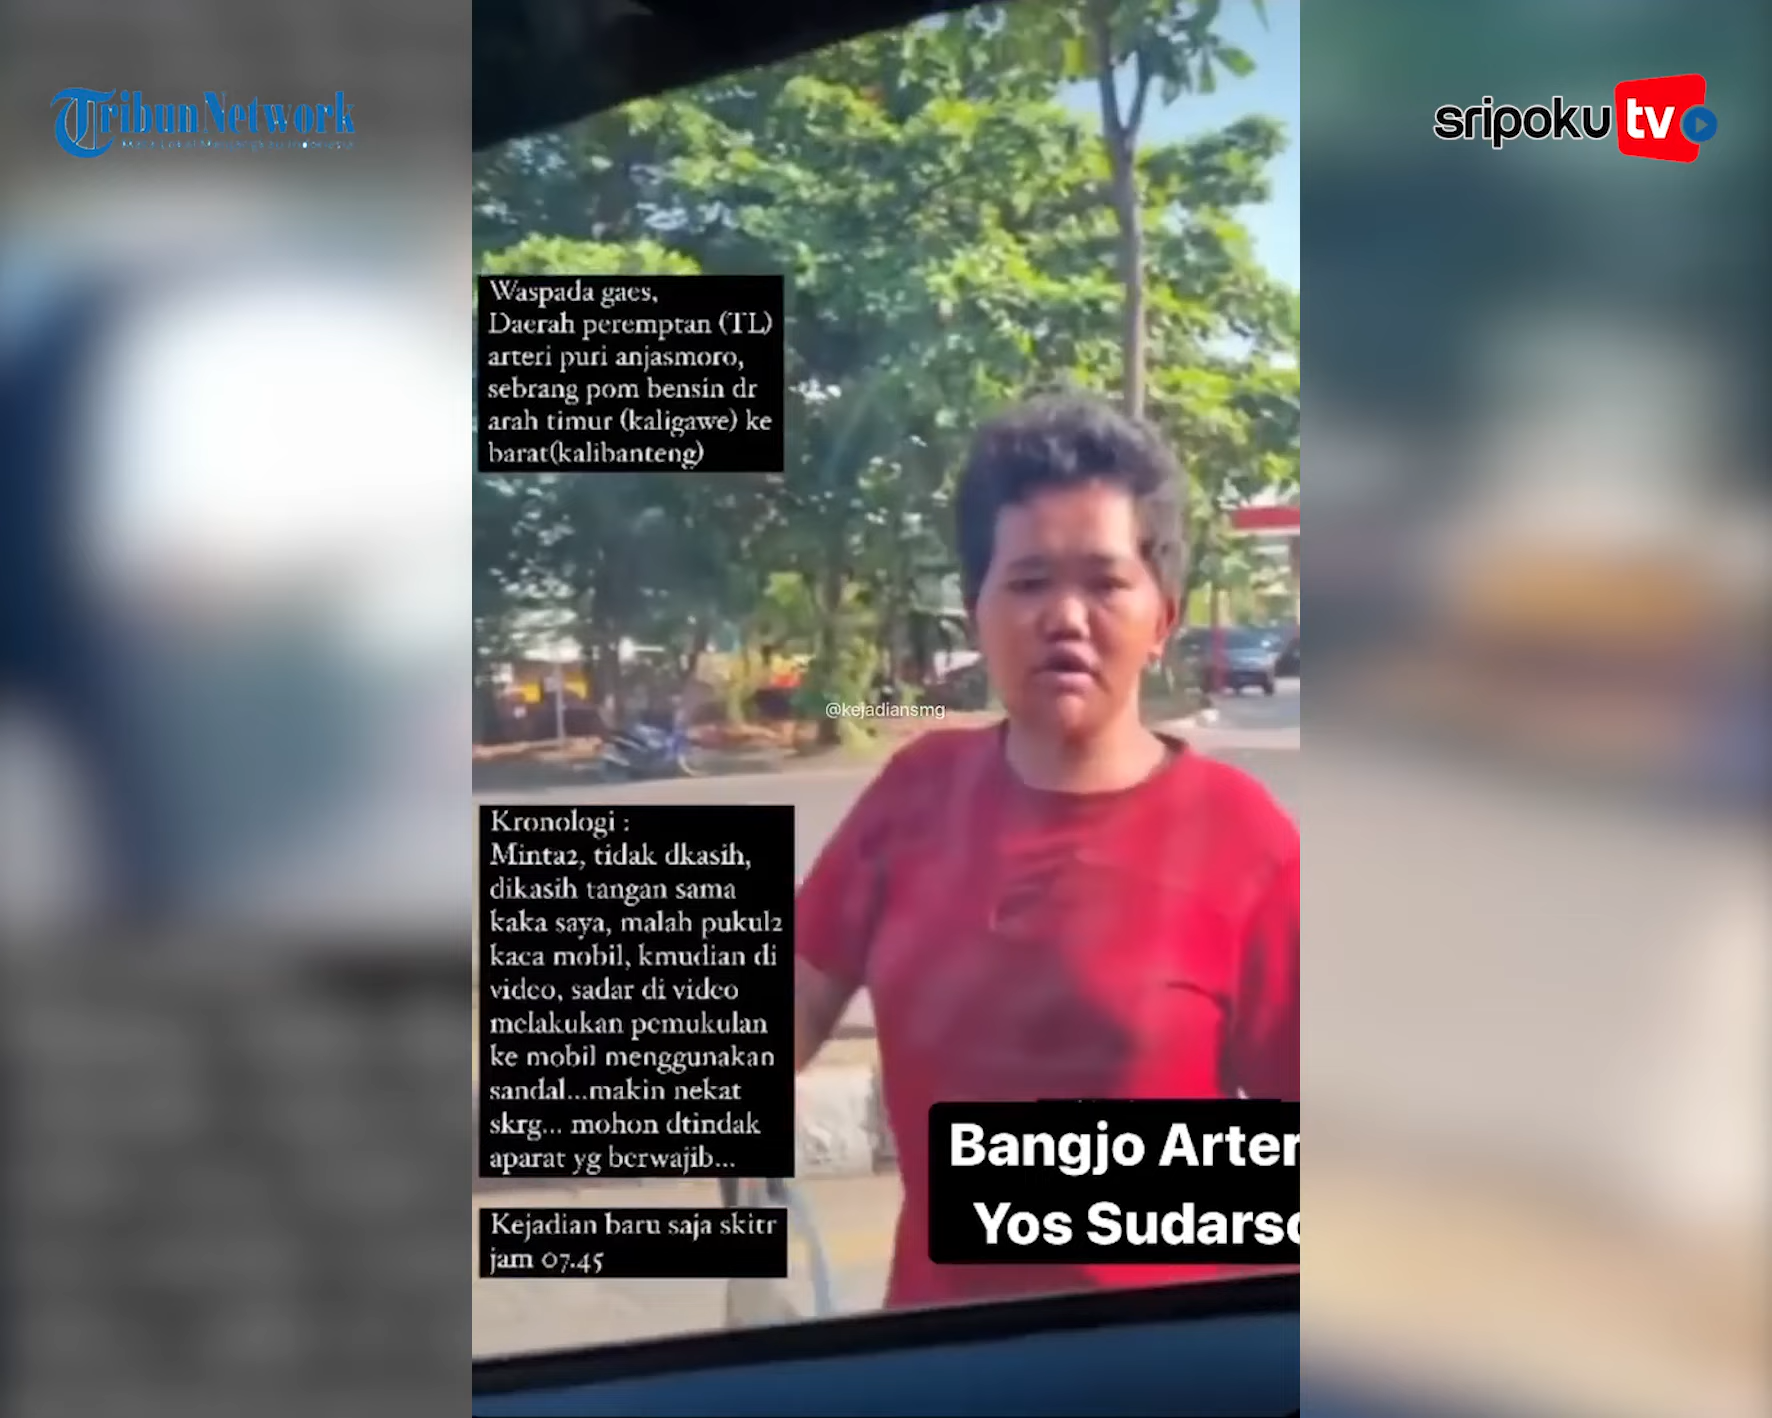 Tribun Network
sripoku tv
Waspada gaes,
Daerah peremptan (TL)
arteri puri anjasmoro,
sebrang pom bensin dr
arah timur (kaligawe) ke
barat(kalibanteng)
@kejadiansmg
Kronologi :
Minta2, tidak dkasih,
dikasih tangan sama
kaka saya, malah pukul2
kaca mobil, kmudian di
video, sadar di video
melakukan pemukulan
ke mobil menggunakan
sandal...makin nekat
skrg... mohon dtindak
aparat yg berwajib...
Bangjo Arter
Yos Sudarso
Kejadian baru saja skitr
jam 07.45